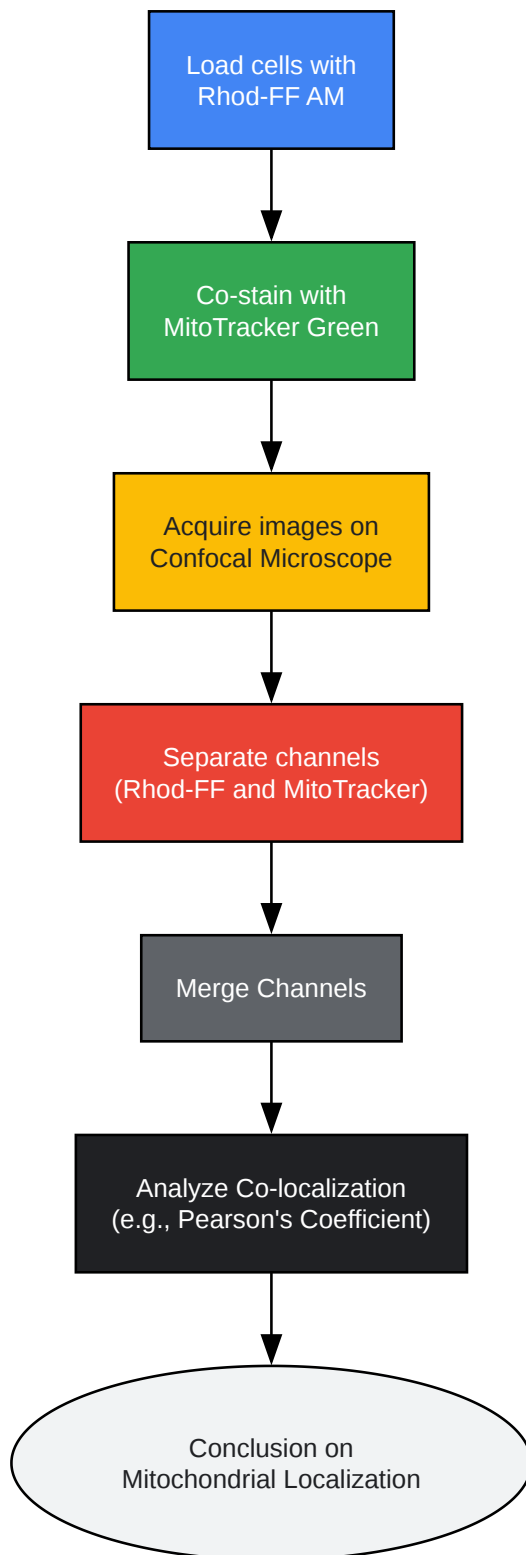 Load cells with
Rhod-FF AM
Co-stain with
MitoTracker Green
Acquire images on
Confocal Microscope
Separate channels
(Rhod-FF and MitoTracker)
Merge Channels
Analyze Co-localization
(e.g., Pearson's Coefficient)
Conclusion on
Mitochondrial Localization